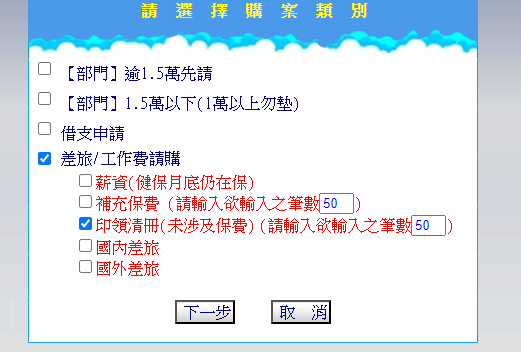 請選擇購案類別
【部門】逾1.5萬先請
【部門】1.5萬以下(1萬以上勿墊)
借支申請
差旅/工作費請購
薪資(健保月底仍在保)
補充保費 (請輸入欲輸入之筆數50)
印領清冊(未涉及保費) (請輸入欲輸入之筆數50)
國內差旅
國外差旅
下一步 取 消